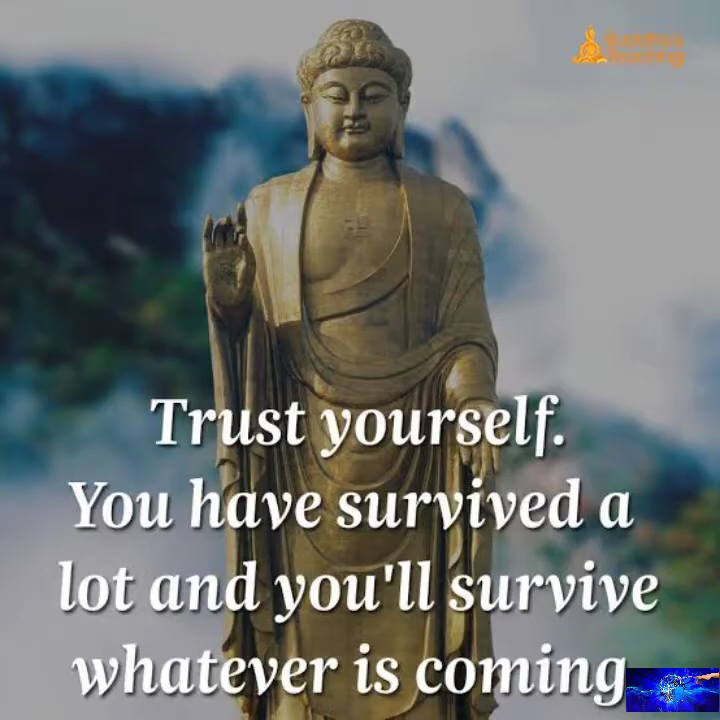 Trust yourself.
You have survived a
lot and you'll survive
whatever is coming